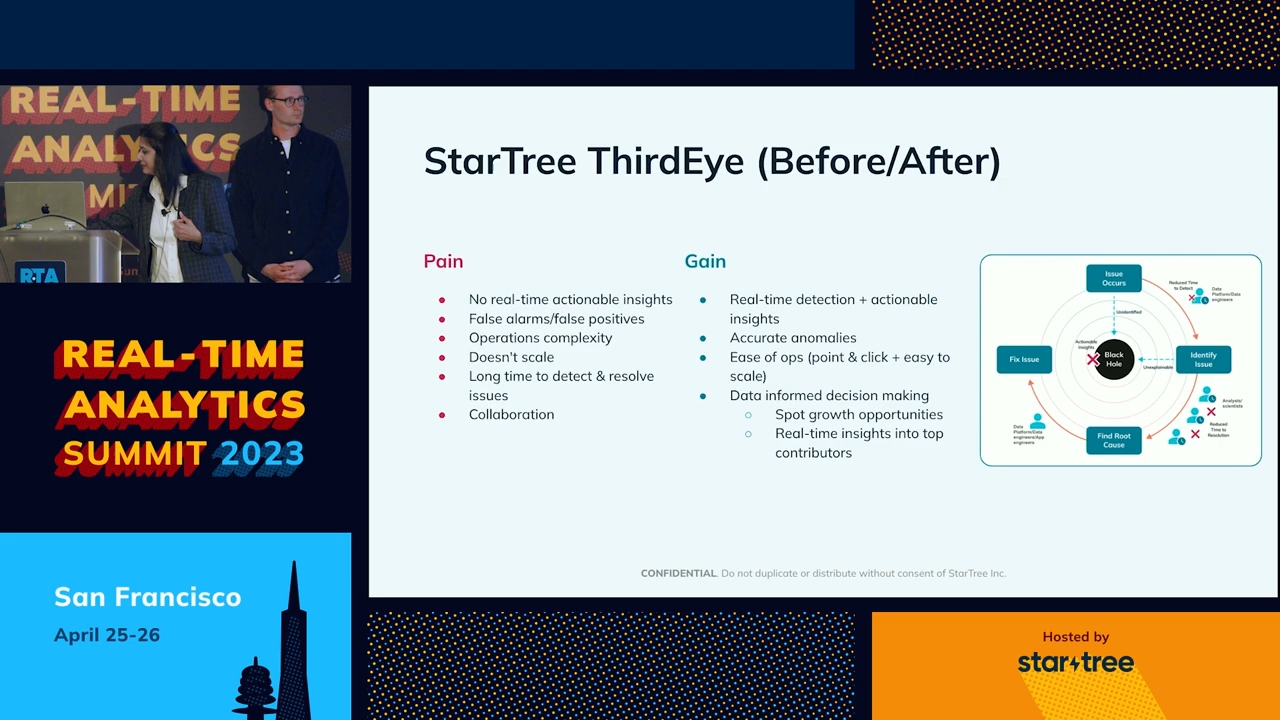 REAL-TIME
ANALYTICS
RTA
REAL-TIME
ANALYTICS
SUMMIT 2023
San Francisco
April 25-26
StarTree ThirdEye (Before/After)
Pain
No real-time actionable insights
False alarms/false positives
Operations complexity
Doesn't scale
Long time to detect & resolve
issues
Collaboration
Gain
Real-time detection + actionable
insights
Accurate anomalies
Ease of ops (point & click + easy to
scale)
Data informed decision making
Spot growth opportunities
Real-time insights into top
contributors
Issue
Occurs
Reduced Time
to Detect
Data
Platform/Data
engineers
Unidentified
Actionable
Insights
Black
Hole
Unexplainable
Identify
Issue
Fix Issue
Analysts/
scientists
Reduced
Time to
Resolution
Find Root
Cause
Data
Platform/Data
engineers/App
engineers
CONFIDENTIAL. Do not duplicate or distribute without consent of StarTree Inc.
Hosted by
startree